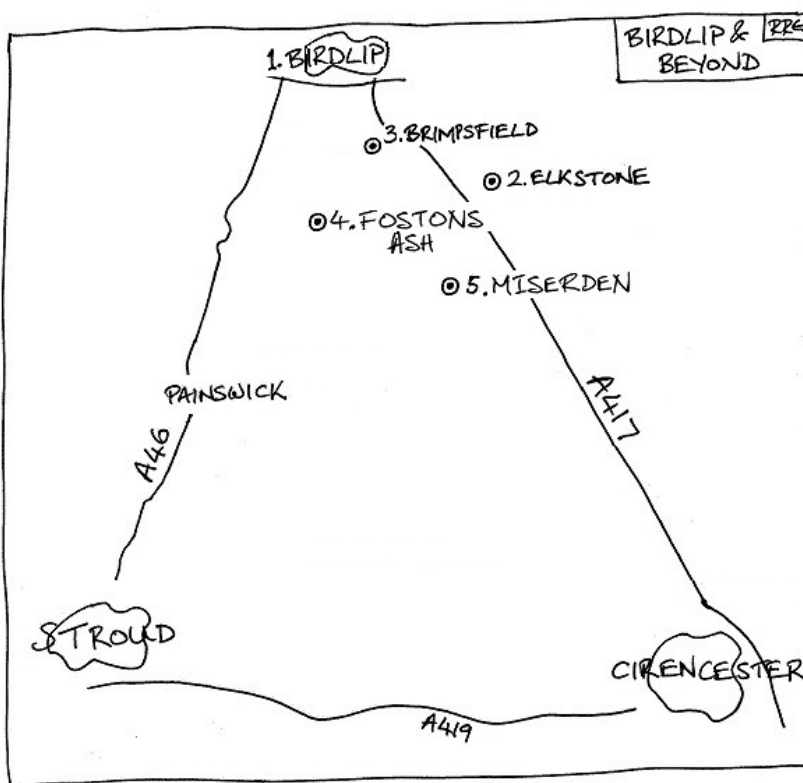 BIRDLIP &
BEYOND
1. BIRDLIP
3. BRIMPSFIELD
2. ELKSTONE
4. FOSTONS
ASH
5. MISERDEN
PAINSWICK
A417
A46
STROUD
CIRENCESTER
A419